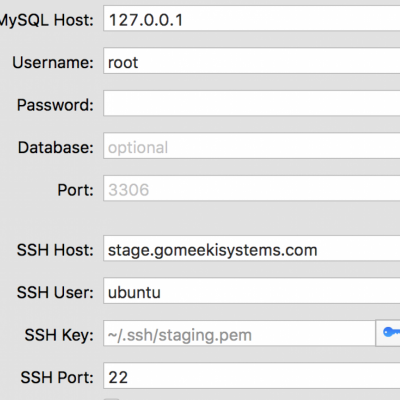 MySQL Host: 127.0.0.1
Username: root
Password:
Database: optional
Port: 3306
SSH Host: stage.gomeekisystems.com
SSH User: ubuntu
SSH Key: ~/.ssh/staging.pem
SSH Port: 22